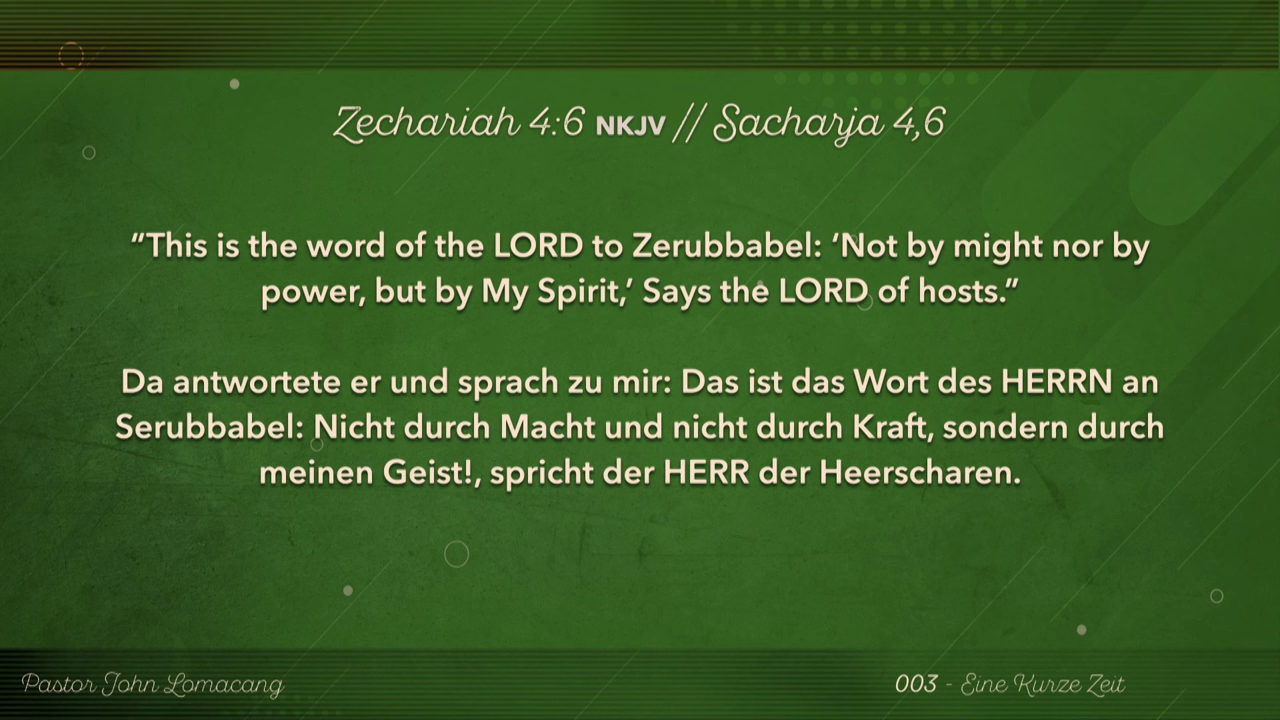 Zechariah 4:6 NKJV // Sacharja 4,6
“This is the word of the LORD to Zerubbabel: ‘Not by might nor by
power, but by My Spirit,’ Says the LORD of hosts.”
Da antwortete er und sprach zu mir: Das ist das Wort des HERRN an
Serubbabel: Nicht durch Macht und nicht durch Kraft, sondern durch
meinen Geist!, spricht der HERR der Heerscharen.
Pastor John Lomacang
003 - Eine Kurze Zeit